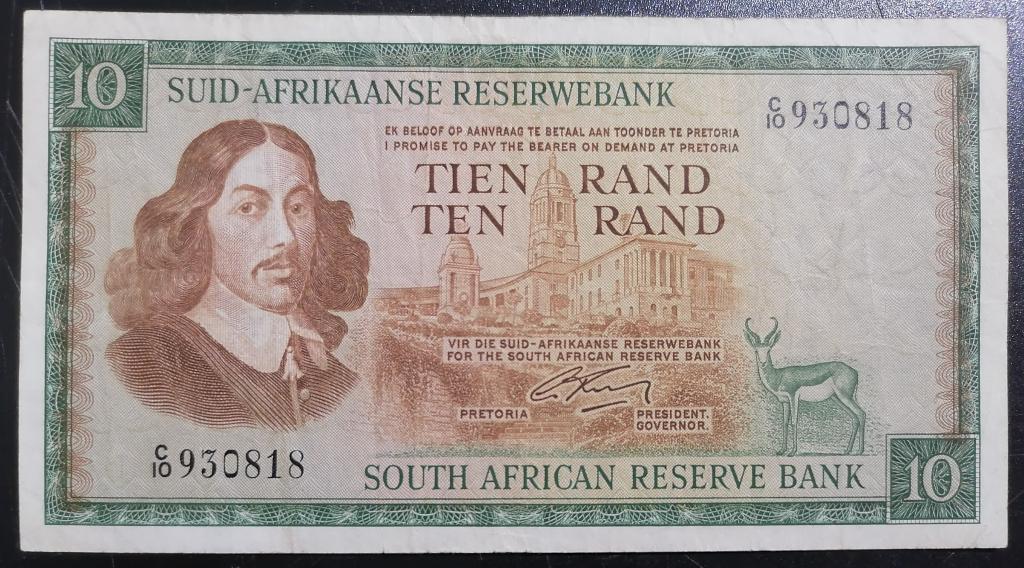 10
SUID-AFRIKAANSE RESERWEBANK
C/10 930818
EK BELOOF OP AANVRAAG TE BETAAL AAN TOONDER TE PRETORIA
I PROMISE TO PAY THE BEARER ON DEMAND AT PRETORIA
TIEN RAND
TEN RAND
VIR DIE SUID-AFRIKAANSE RESERWEBANK
FOR THE SOUTH AFRICAN RESERVE BANK
PRETORIA
PRESIDENT.
GOVERNOR.
C/10 930818
SOUTH AFRICAN RESERVE BANK
10